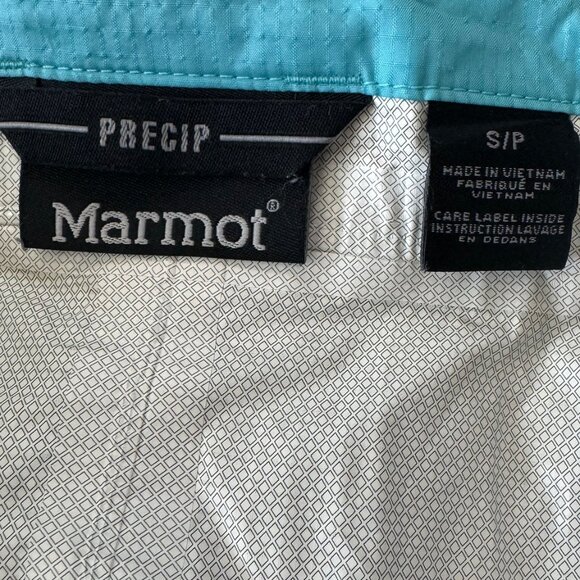 PRECIP
Marmot®
S/P
MADE IN VIETNAM
FABRIQUÉ EN
VIETNAM
CARE LABEL INSIDE
INSTRUCTION LAVAGE
EN DEDANS